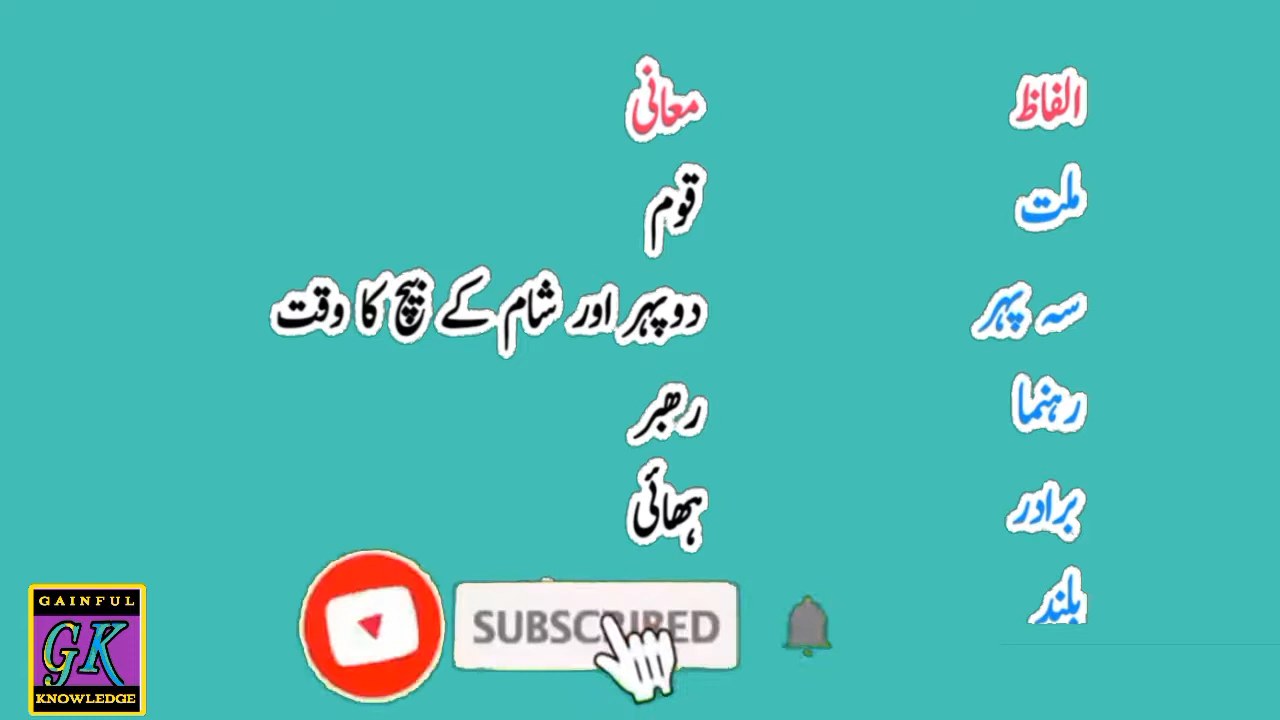 الفاظ معانی
ملت قوم
سہ پہر دوپہر اور شام کے بیچ کا وقت
رہنما رھبر
برادر بھائی
بلند
SUBSCRIBED
GAINFUL
GK
KNOWLEDGE